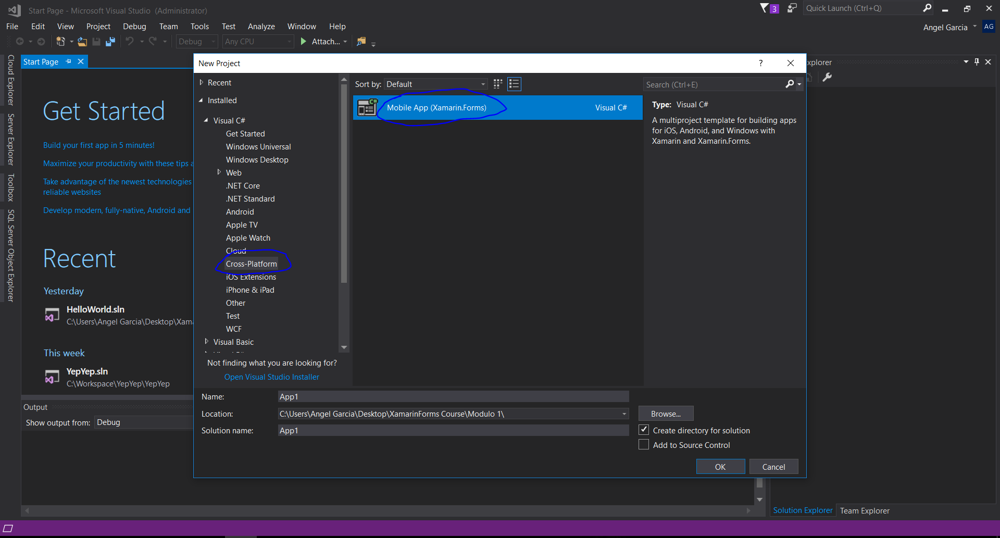 Start Page - Microsoft Visual Studio (Administrator)
3
Quick Launch (Ctrl+Q)
File Edit View Project Debug Team Tools Test Analyze Window Help
Angel Garcia AG
Debug Any CPU Attach...
Cloud Explorer
Server Explorer
Toolbox
SQL Server Object Explorer
Start Page
Get Started
Build your first app in 5 minutes!
Maximize your productivity with these tips a
Take advantage of the newest technologies
reliable websites
Develop modern, fully-native, Android and
Recent
Yesterday
HelloWorld.sln
C:\Users\Angel Garcia\Desktop\Xama
This week
YepYep.sln
C:\Workspace\YepYep\YepYep
Output
Show output from: Debug
New Project
?
Recent
Installed
Visual C#
Get Started
Windows Universal
Windows Desktop
Web
.NET Core
.NET Standard
Android
Apple TV
Apple Watch
Cloud
Cross-Platform
iOS Extensions
iPhone & iPad
Other
Test
WCF
Visual Basic
Not finding what you are looking for?
Open Visual Studio Installer
Sort by: Default
C#
Mobile App (Xamarin.Forms) Visual C#
Search (Ctrl+E)
Type: Visual C#
A multiproject template for building apps
for iOS, Android, and Windows with
Xamarin and Xamarin.Forms.
Name: App1
Location: C:\Users\Angel Garcia\Desktop\XamarinForms Course\Modulo 1\
Browse...
Solution name: App1
Create directory for solution
Add to Source Control
OK Cancel
xplorer
Solution Explorer Team Explorer